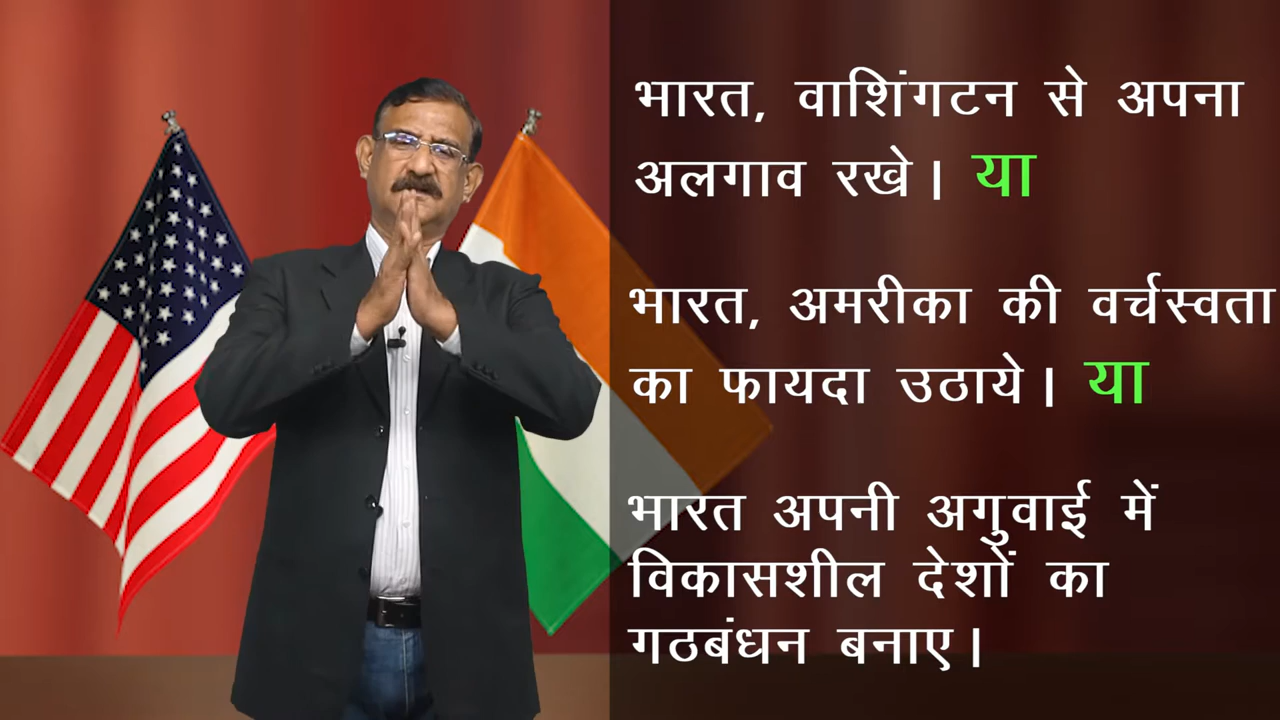 भारत, वाशिंगटन से अपना
अलगाव रखे। या
भारत, अमरीका की वर्चस्वता
का फायदा उठाये। या
भारत अपनी अगुवाई में
विकासशील देशों का
गठबंधन बनाए।